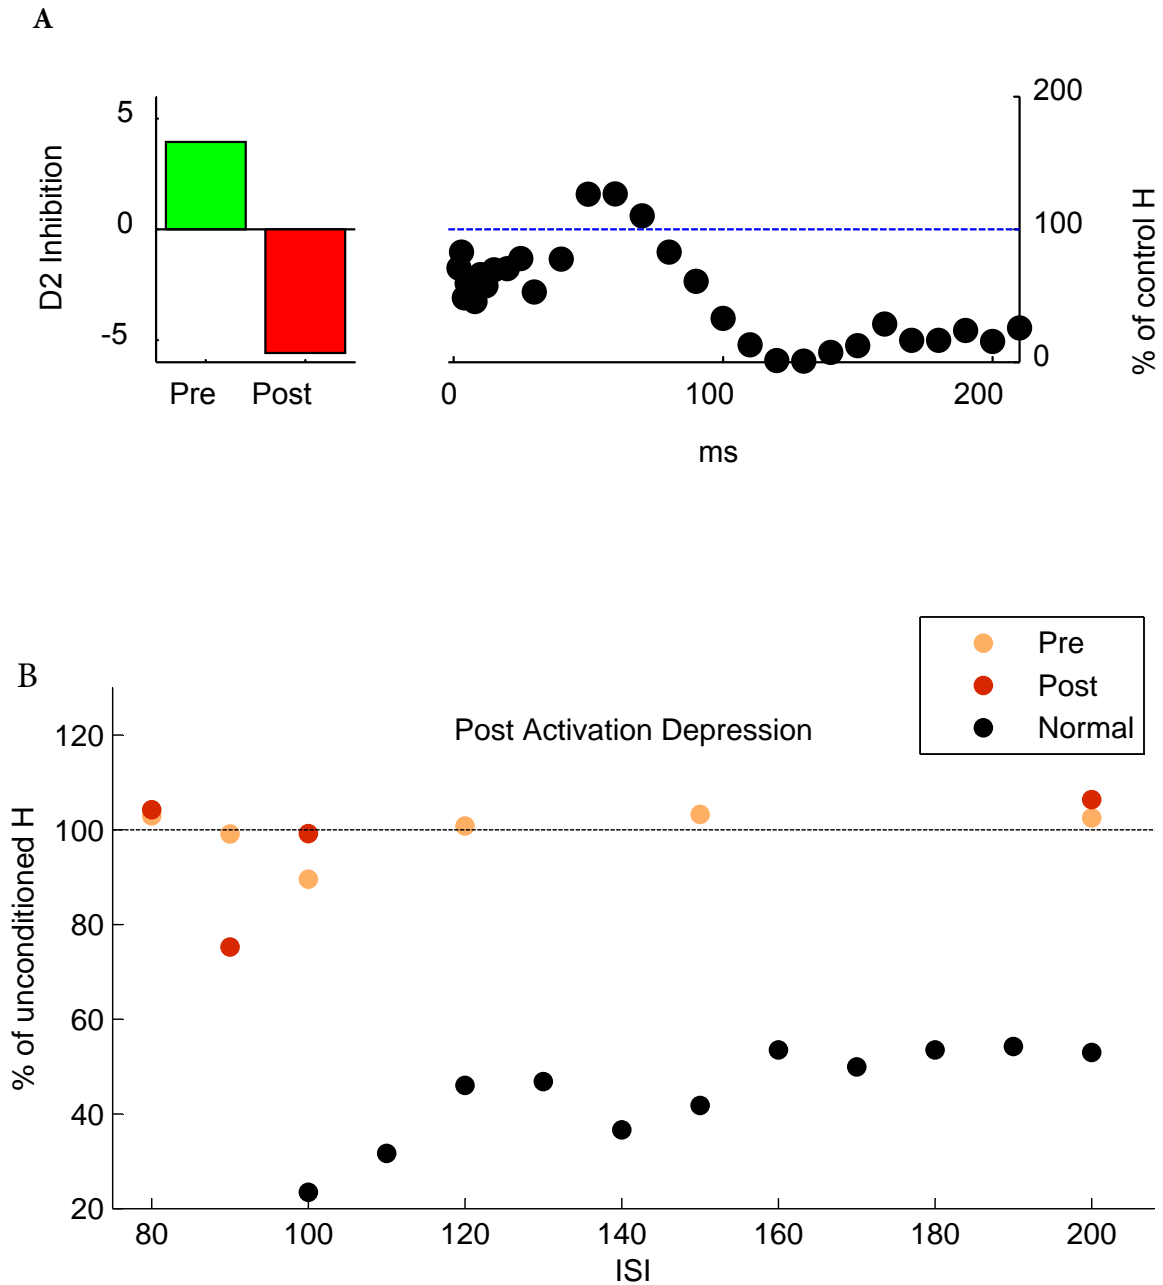 A
D2 Inhibition
5
0
-5
Pre Post
200
100
0
% of control H
0 100 200
ms
B
Pre
Post
Normal
Post Activation Depression
% of unconditioned H
120
100
80
60
40
20
80 100 120 140 160 180 200
ISI